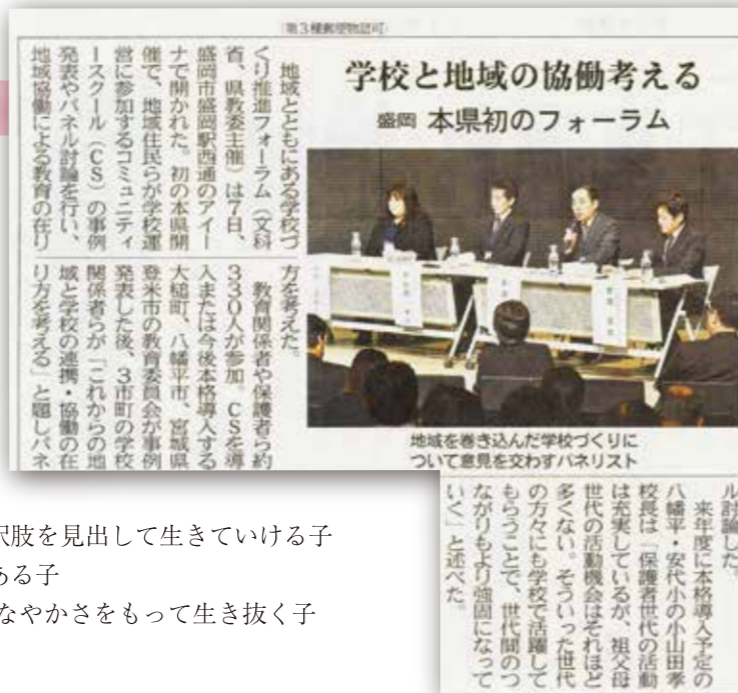 第3種郵便物認可
学校と地域の協働考える
盛岡 本県初のフォーラム
地域とともにある学校づ
くり推進フォーラム(文科
省、県教委主催)は7日、
盛岡市盛岡駅西通のアイー
ナで開かれた。初の本県開
催で、地域住民らが学校運
営に参加するコミュニティ
ースクール(CS)の事例
発表やパネル討論を行い、
地域協働による教育の在り
方を考えた。
教育関係者や保護者ら約
330人が参加。CSを導
入または今後本格導入する
大槌町、八幡平市、宮城県
登米市の教育委員会が事例
発表した後、3市町の学校
関係者らが「これからの地
域と学校の連携・協働の在
り方を考える」と題しパネ
ル討論した。
来年度に本格導入予定の
八幡平・安代小の小山田孝
校長は「保護者世代の活動
は充実しているが、祖父母
世代の活動機会はそれほど
多くない。そういった世代
の方々にも学校で活躍して
もらうことで、世代間のつ
ながりもより強固になって
いく」と述べた。
地域を巻き込んだ学校づくりに
ついて意見を交わすパネリスト
択肢を見出して生きていける子
ある子
なやかさをもって生き抜く子